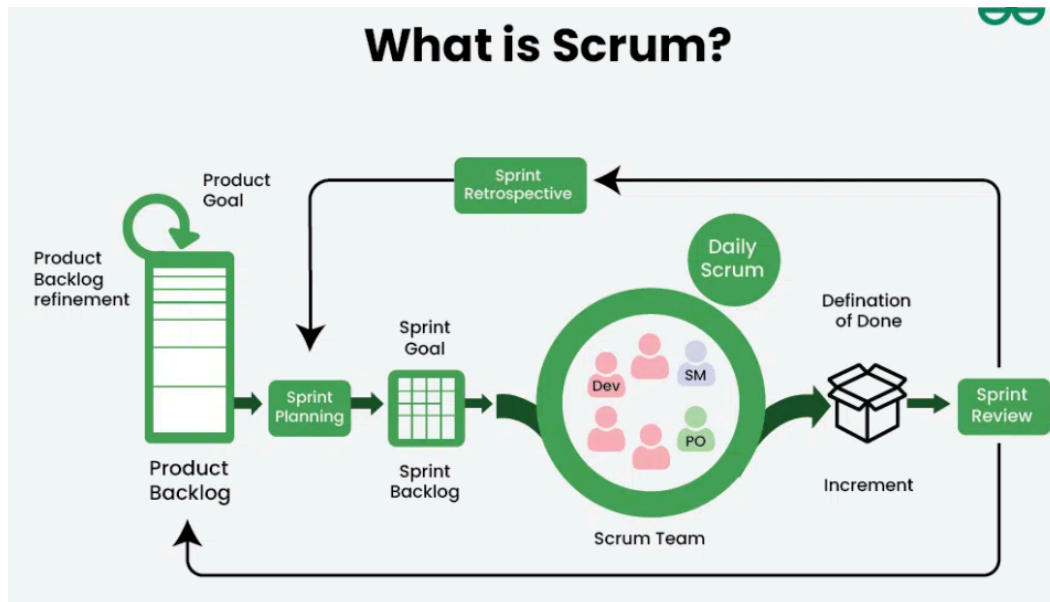 What is Scrum?
Sprint
Retrospective
Product
Goal
Daily
Scrum
Product
Backlog
refinement
Defination
of Done
Sprint
Goal
Dev
SM
Sprint
Planning
Sprint
Review
PO
Product
Backlog
Sprint
Backlog
Increment
Scrum Team